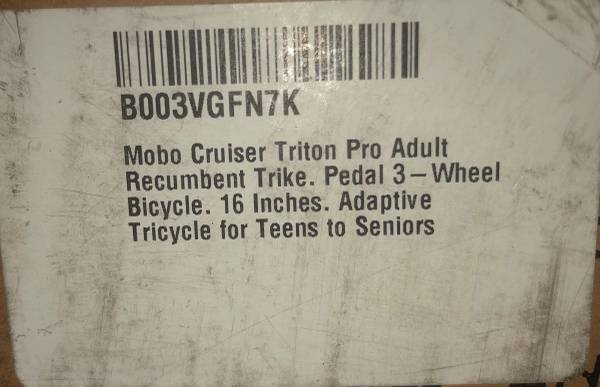 B003VGFN7K
Mobo Cruiser Triton Pro Adult
Recumbent Trike. Pedal 3-Wheel
Bicycle. 16 Inches. Adaptive
Tricycle for Teens to Seniors